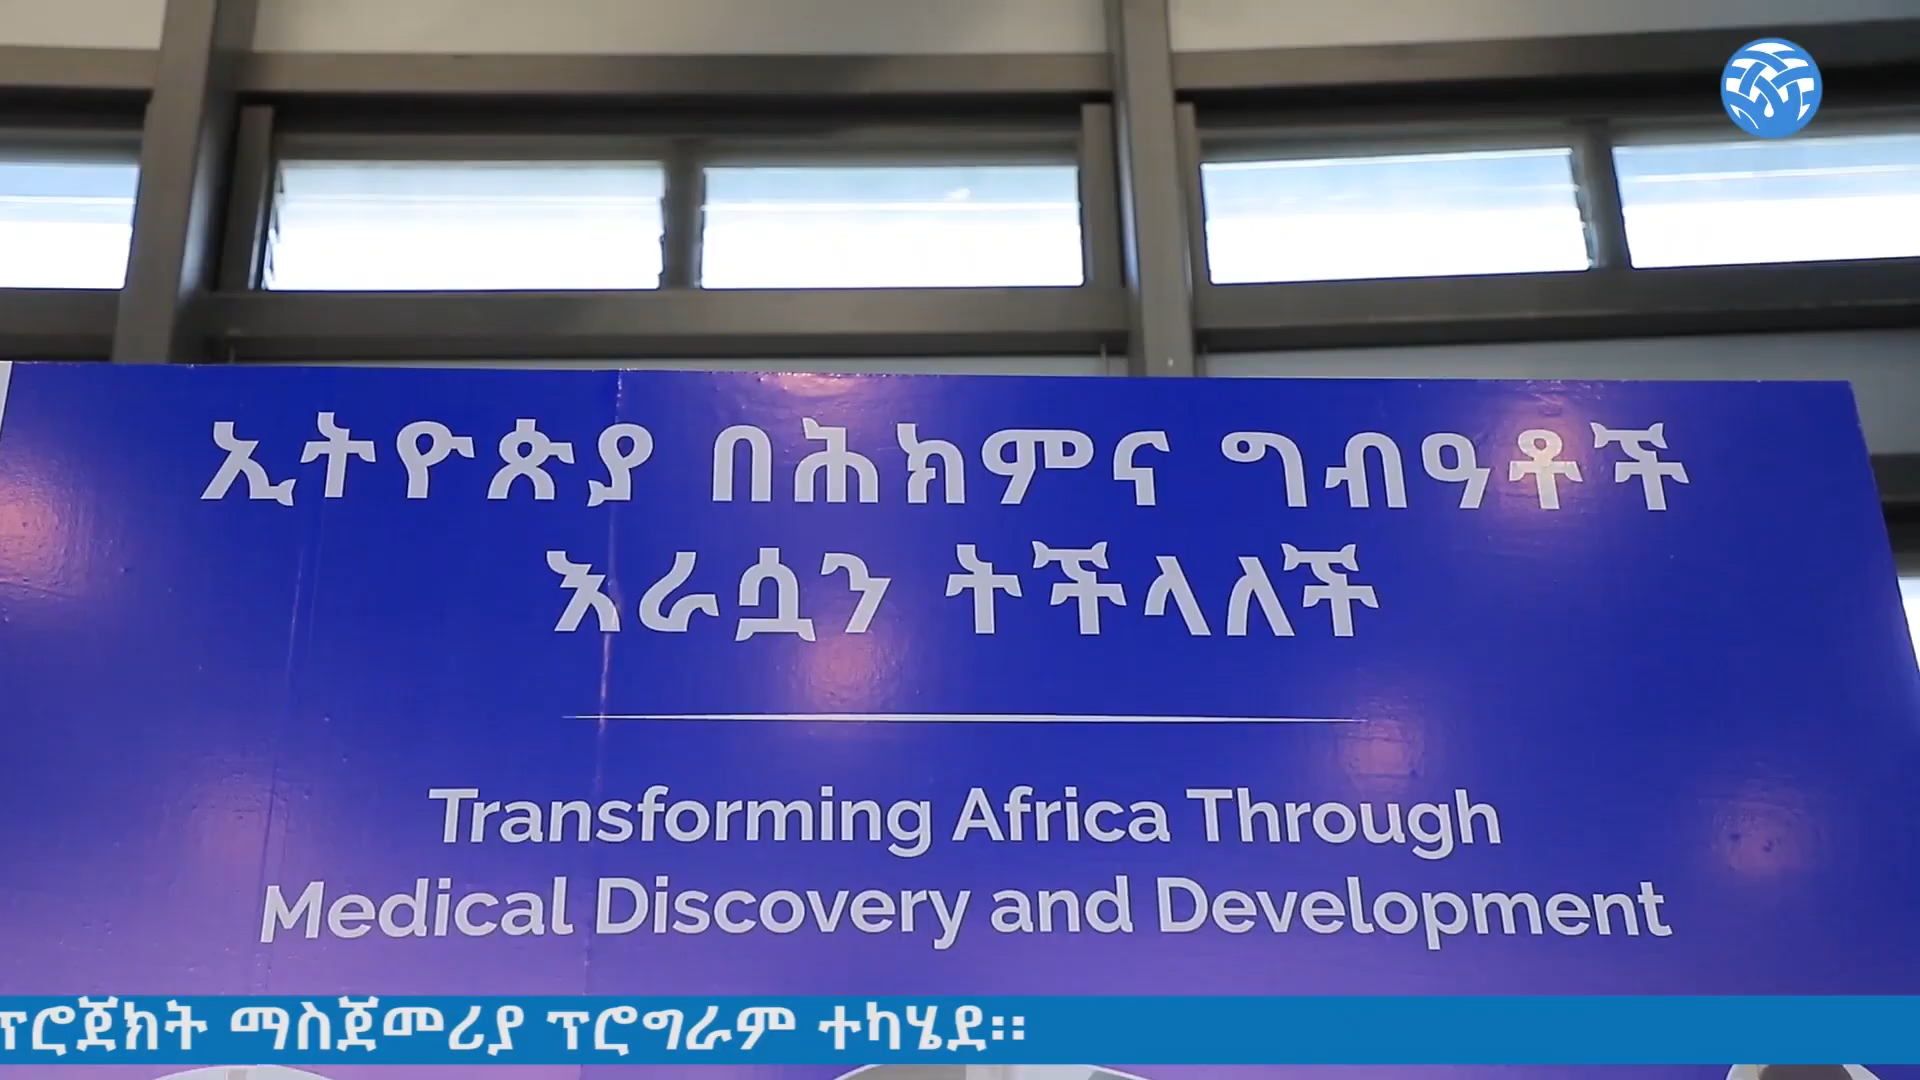 ኢትዮጵያ በሕክምና ግብዓቶች
እራሷን ትችላለች
Transforming Africa Through
Medical Discovery and Development
ፕሮጀክት ማስጀመሪያ ፕሮግራም ተካሄደ፡፡